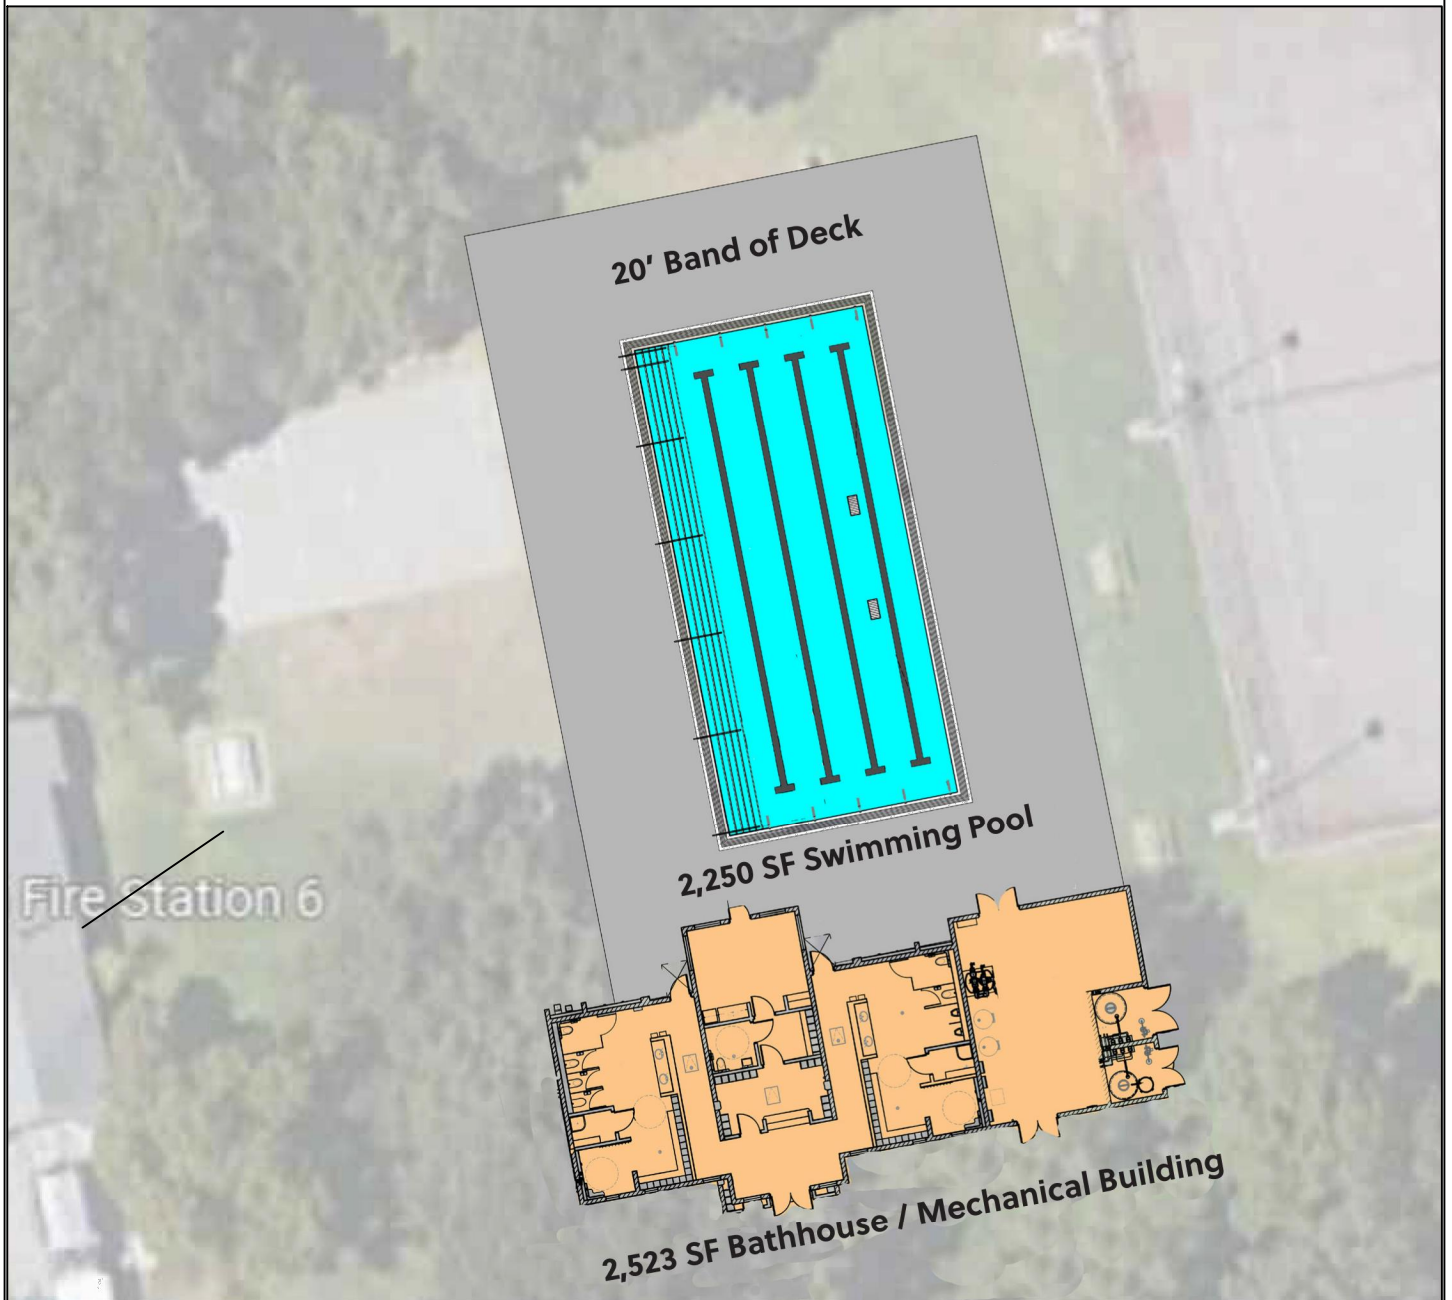 20’ Band of Deck
2,250 SF Swimming Pool
Fire Station 6
2,523 SF Bathhouse / Mechanical Building